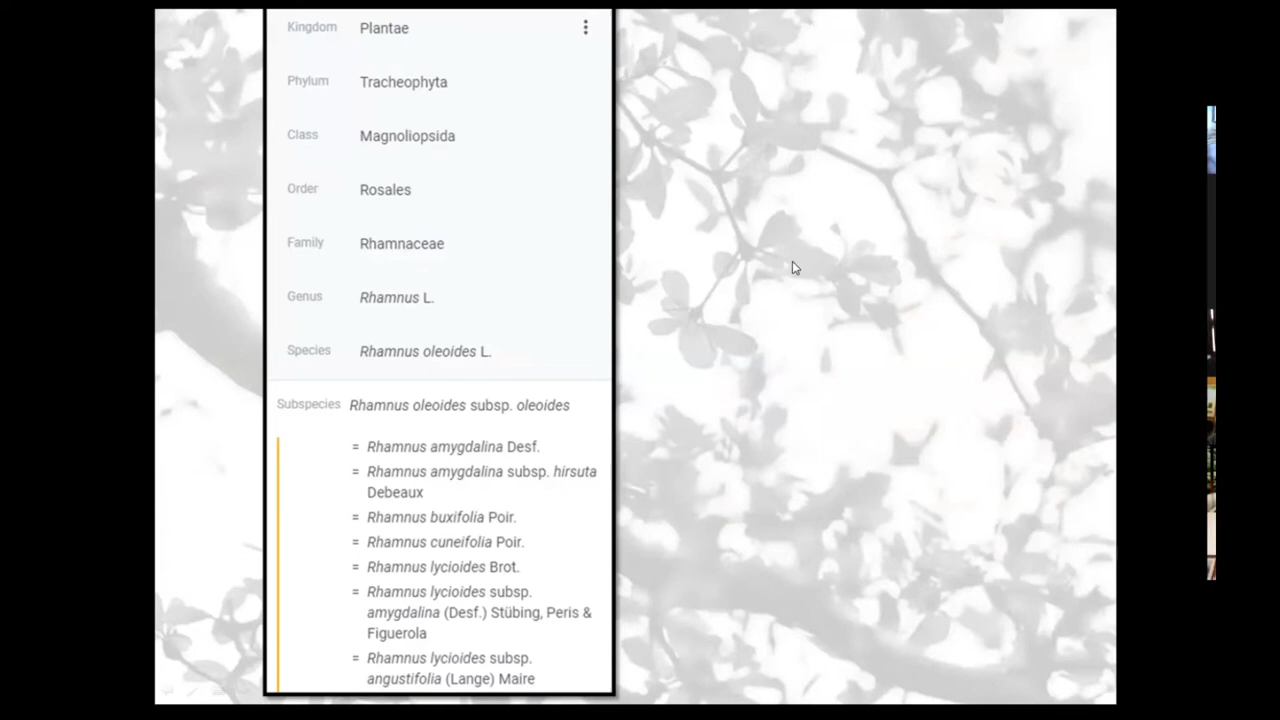 Kingdom Plantae
Phylum Tracheophyta
Class Magnoliopsida
Order Rosales
Family Rhamnaceae
Genus Rhamnus L.
Species Rhamnus oleoides L.
Subspecies Rhamnus oleoides subsp. oleoides
= Rhamnus amygdalina Desf.
= Rhamnus amygdalina subsp. hirsuta
Debeaux
= Rhamnus buxifolia Poir.
= Rhamnus cuneifolia Poir.
= Rhamnus lycioides Brot.
= Rhamnus lycioides subsp.
amygdalina (Desf.) Stübing, Peris &
Figuerola
= Rhamnus lycioides subsp.
angustifolia (Lange) Maire